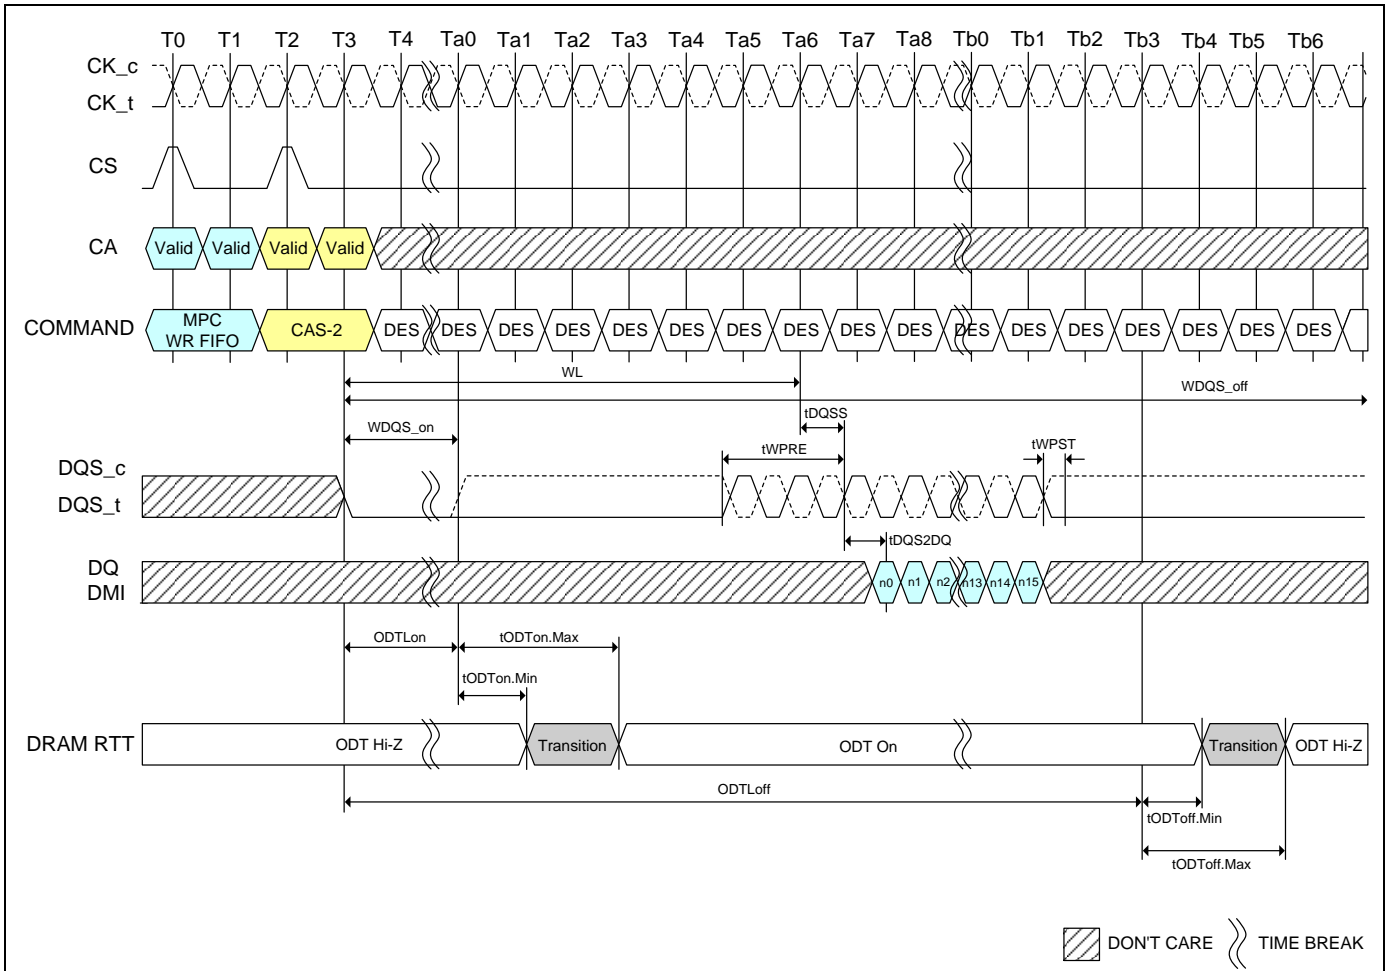 T0 T1 T2 T3 T4 Ta0 Ta1 Ta2 Ta3 Ta4 Ta5 Ta6 Ta7 Ta8 Tb0 Tb1 Tb2 Tb3 Tb4 Tb5 Tb6
CK_c
CK_t
CS
CA Valid Valid Valid Valid
COMMAND MPC WR FIFO CAS-2 DES DES DES DES DES DES DES DES DES DES DES DES DES DES DES DES DES
WL
WDQS_off
tDQSS
WDQS_on
tWPRE
tWPST
DQS_c
DQS_t
tDQS2DQ
DQ
DMI
n0 n1 n2 n13 n14 n15
ODTLon
tODTon.Max
tODTon.Min
DRAM RTT ODT Hi-Z Transition ODT On Transition ODT Hi-Z
ODTLoff
tODToff.Min
tODToff.Max
DON'T CARE TIME BREAK